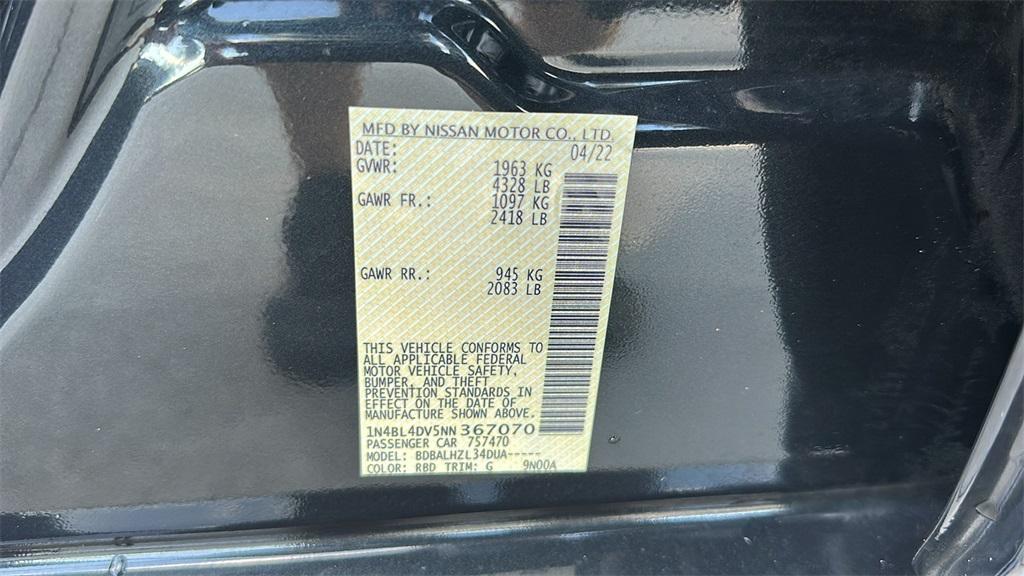 MFD BY NISSAN MOTOR CO., LTD
DATE: 04/22
GVWR: 1963 KG
4328 LB
GAWR FR.: 1097 KG
2418 LB
GAWR RR.: 945 KG
2083 LB
THIS VEHICLE CONFORMS TO
ALL APPLICABLE FEDERAL
MOTOR VEHICLE SAFETY,
BUMPER, AND THEFT
PREVENTION STANDARDS IN
EFFECT ON THE DATE OF
MANUFACTURE SHOWN ABOVE.
1N4BL4DV5NN367070
PASSENGER CAR 757470
MODEL: BDBALHZL34DUA-----
COLOR: RBD TRIM: G 9N00A